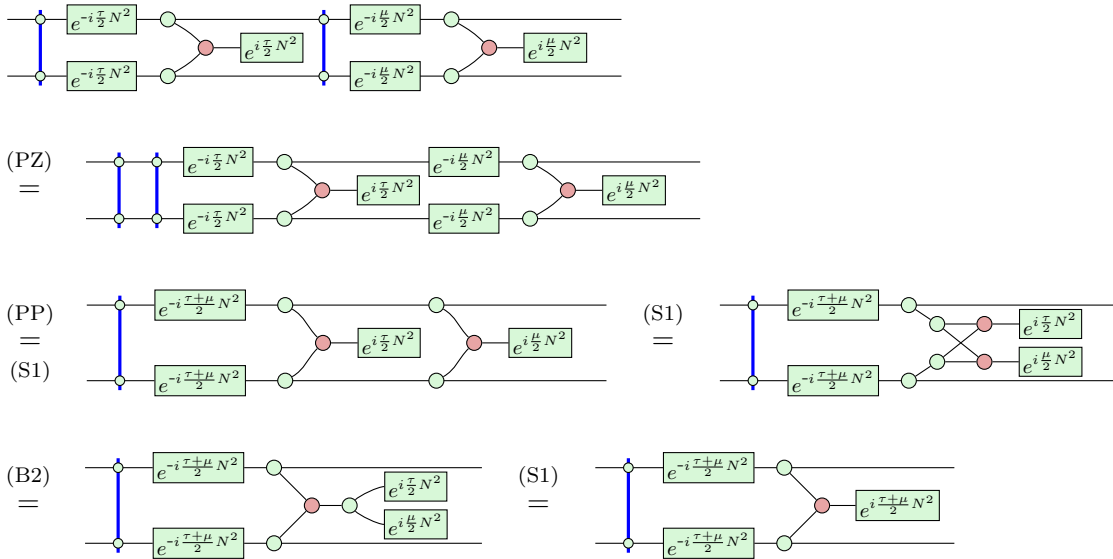 e^{-i\frac{\tau}{2}N^2} e^{-i\frac{\mu}{2}N^2}
e^{i\frac{\tau}{2}N^2} e^{i\frac{\mu}{2}N^2}
e^{-i\frac{\tau}{2}N^2} e^{-i\frac{\mu}{2}N^2}
(PZ) e^{-i\frac{\tau}{2}N^2} e^{-i\frac{\mu}{2}N^2}
= e^{i\frac{\tau}{2}N^2} e^{i\frac{\mu}{2}N^2}
e^{-i\frac{\tau}{2}N^2} e^{-i\frac{\mu}{2}N^2}
(PP) e^{-i\frac{\tau+\mu}{2}N^2} (S1) e^{-i\frac{\tau+\mu}{2}N^2}
e^{i\frac{\tau}{2}N^2}
= e^{i\frac{\tau}{2}N^2} e^{i\frac{\mu}{2}N^2} =
e^{i\frac{\mu}{2}N^2}
(S1) e^{-i\frac{\tau+\mu}{2}N^2} e^{-i\frac{\tau+\mu}{2}N^2}
(B2) e^{-i\frac{\tau+\mu}{2}N^2} (S1) e^{-i\frac{\tau+\mu}{2}N^2}
e^{i\frac{\tau}{2}N^2}
= = e^{i\frac{\tau+\mu}{2}N^2}
e^{i\frac{\mu}{2}N^2}
e^{-i\frac{\tau+\mu}{2}N^2} e^{-i\frac{\tau+\mu}{2}N^2}